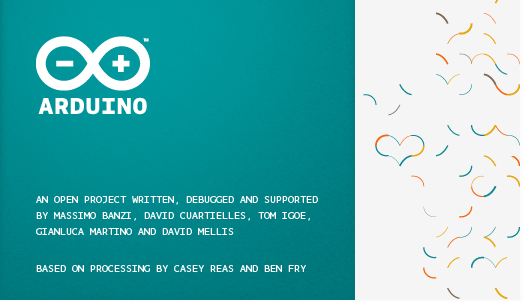 ARDUINO
AN OPEN PROJECT WRITTEN, DEBUGGED AND SUPPORTED
BY MASSIMO BANZI, DAVID CUARTIELLES, TOM IGOE,
GIANLUCA MARTINO AND DAVID MELLIS
BASED ON PROCESSING BY CASEY REAS AND BEN FRY